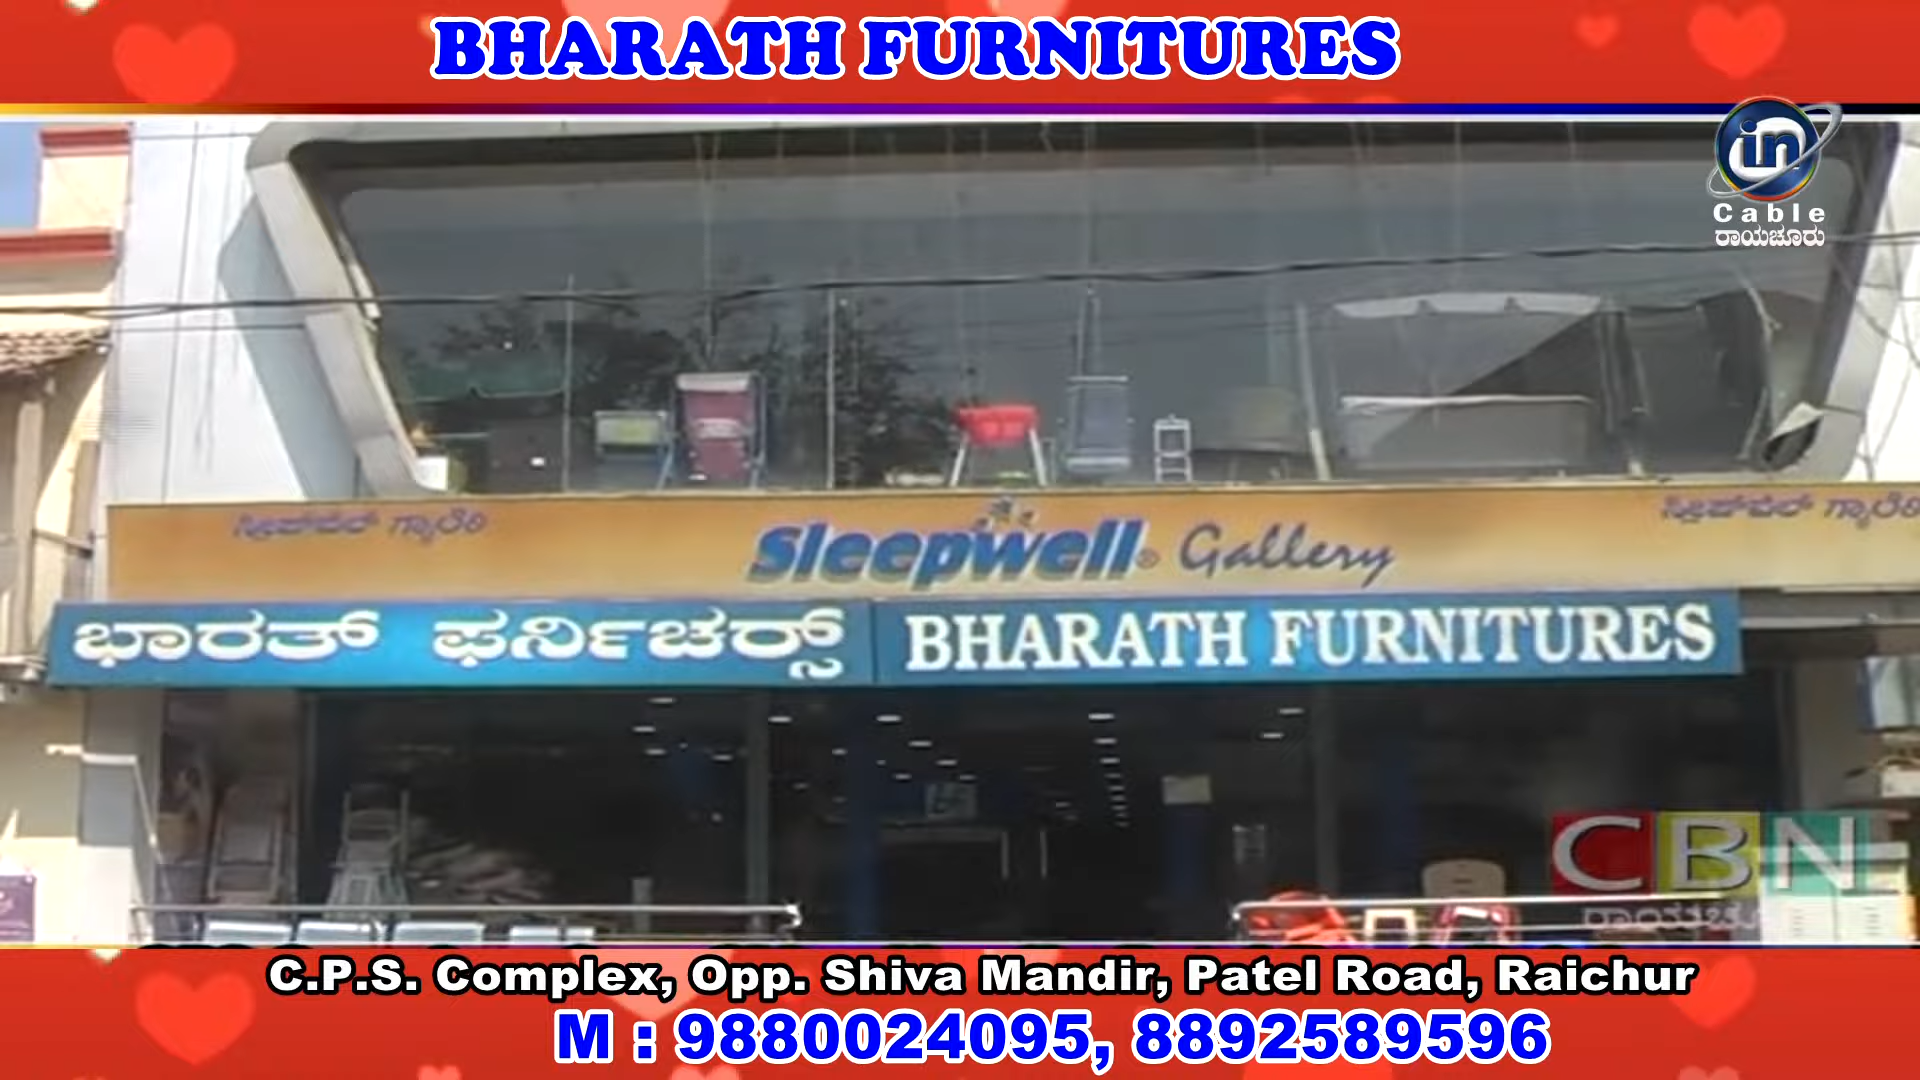 BHARATH FURNITURES
in
Cable
ರಾಯಚೂರು
ಸ್ಲೀಪ್‌ವೆಲ್ ಗ್ಯಾಲೆರಿ
Sleepwell® Gallery
ಸ್ಲೀಪ್‌ವೆಲ್ ಗ್ಯಾಲೆರಿ
ಭಾರತ್ ಫರ್ನಿಚರ್ಸ್
BHARATH FURNITURES
CBN
C.P.S. Complex, Opp. Shiva Mandir, Patel Road, Raichur
M : 9880024095, 8892589596